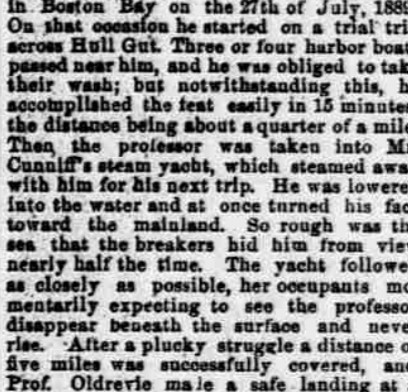 in Boston Bay on the 27th of July, 1889
On that occasion he started on a trial tri
across Hull Gut. Three or four harbor boat
passed near him, and he was obliged to tak
their wash; but notwithstanding this, h
accomplished the feat easily in 15 minutes
the distance being about a quarter of a mile
Then the professor was taken into Mr
Cunniff's steam yacht, which steamed awa
with him for his next trip. He was lowere
into the water and at once turned his fac
toward the mainland. So rough was th
sea that the breakers hid him from vie
nearly half the time. The yacht followe
as closely as possible, her occupants mo
mentarily expecting to see the professo
disappear beneath the surface and neve
rise. After a plucky struggle a distance o
five miles was successfully covered, and
Prof. Oldrevie made a safe landing at